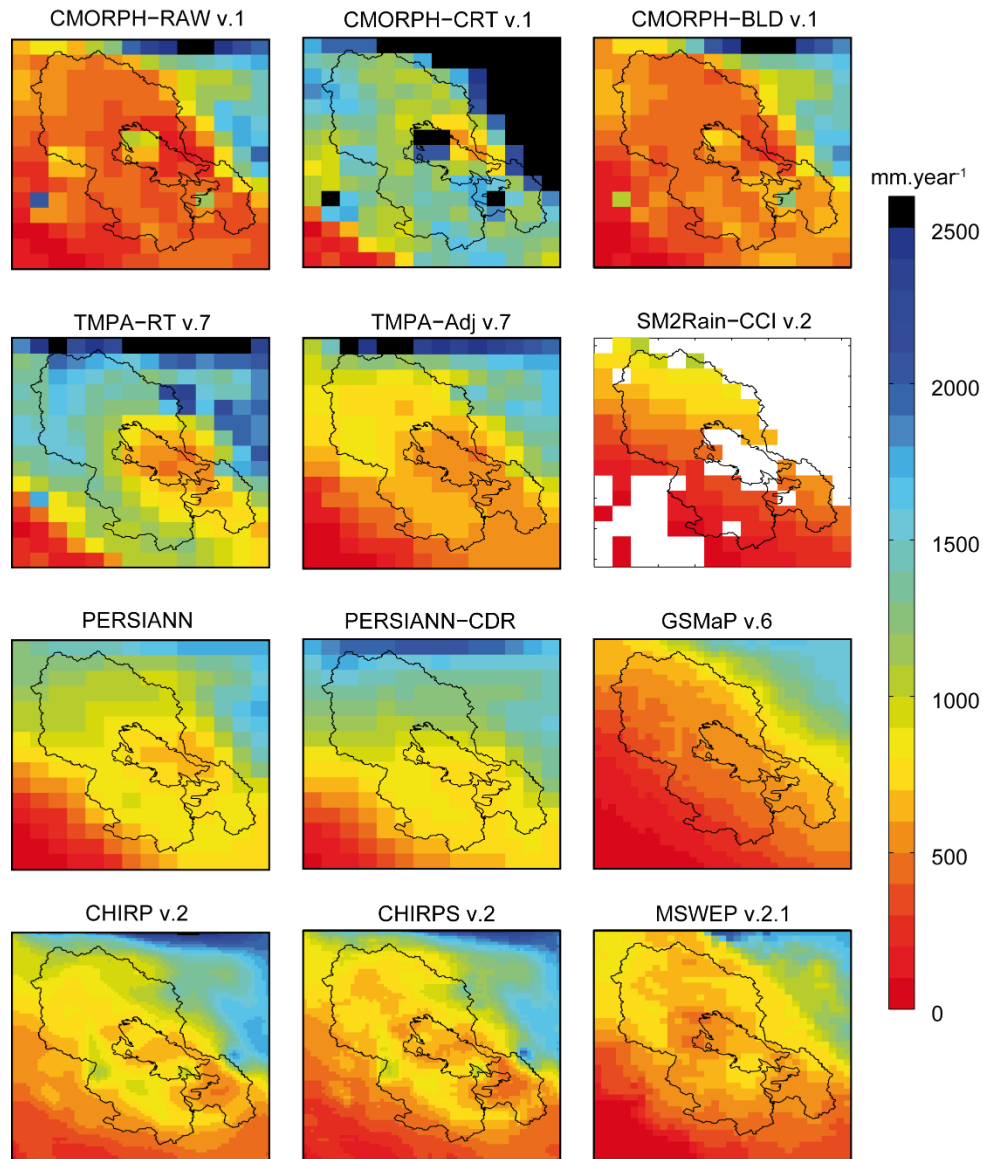 CMORPH−RAW v.1
CMORPH−CRT v.1
CMORPH−BLD v.1
mm.year⁻¹
2500
2000
1500
1000
500
0
TMPA−RT v.7
TMPA−Adj v.7
SM2Rain−CCI v.2
PERSIANN
PERSIANN−CDR
GSMaP v.6
CHIRP v.2
CHIRPS v.2
MSWEP v.2.1